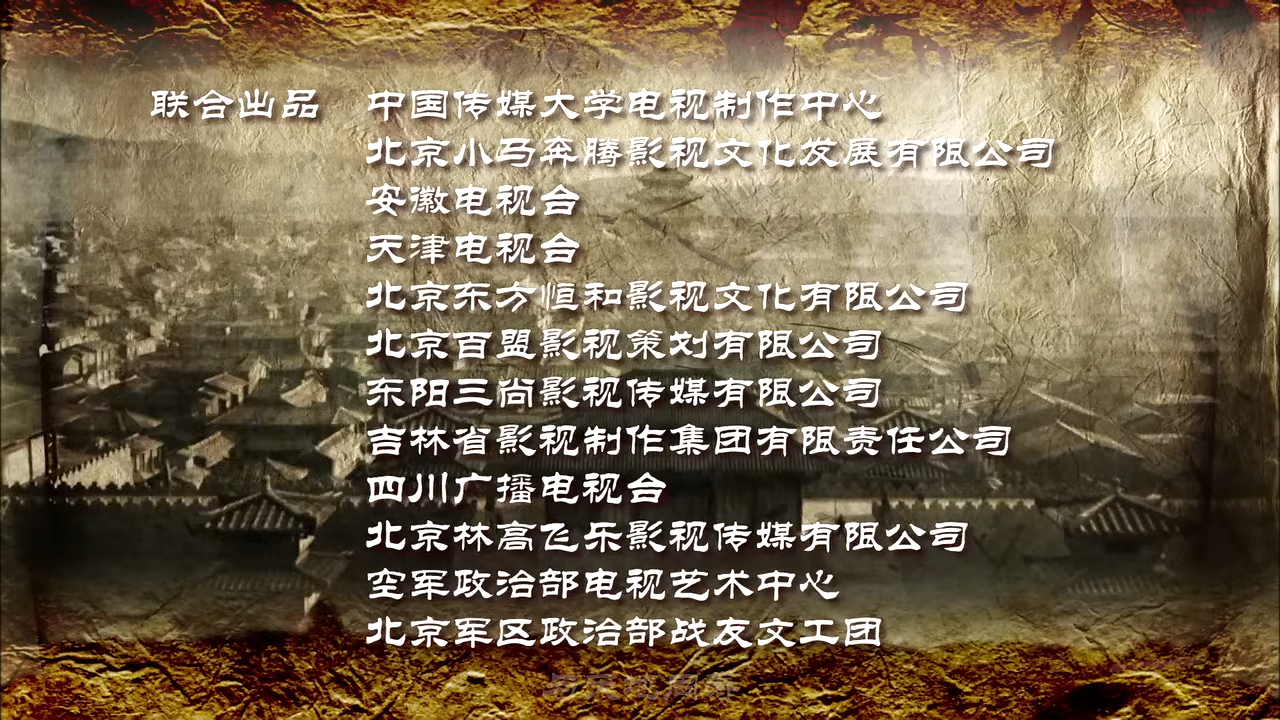 联合出品 中国传媒大学电视制作中心
北京小马奔腾影视文化发展有限公司
安徽电视台
天津电视台
北京东方恒和影视文化有限公司
北京百盟影视策划有限公司
东阳三尚影视传媒有限公司
吉林省影视制作集团有限责任公司
四川广播电视台
北京林高飞乐影视传媒有限公司
空军政治部电视艺术中心
北京军区政治部战友文工团